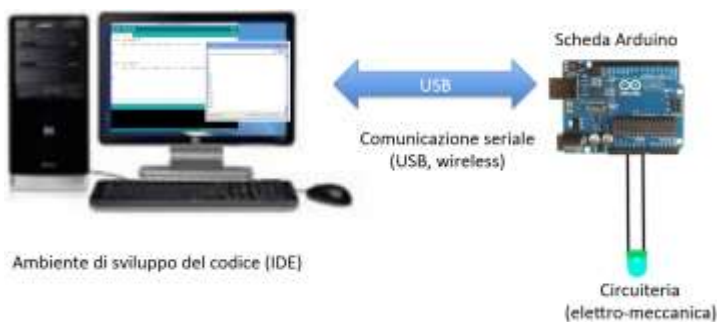 Scheda Arduino
USB
Comunicazione seriale
(USB, wireless)
Ambiente di sviluppo del codice (IDE)
Circuiteria
(elettro-meccanica)